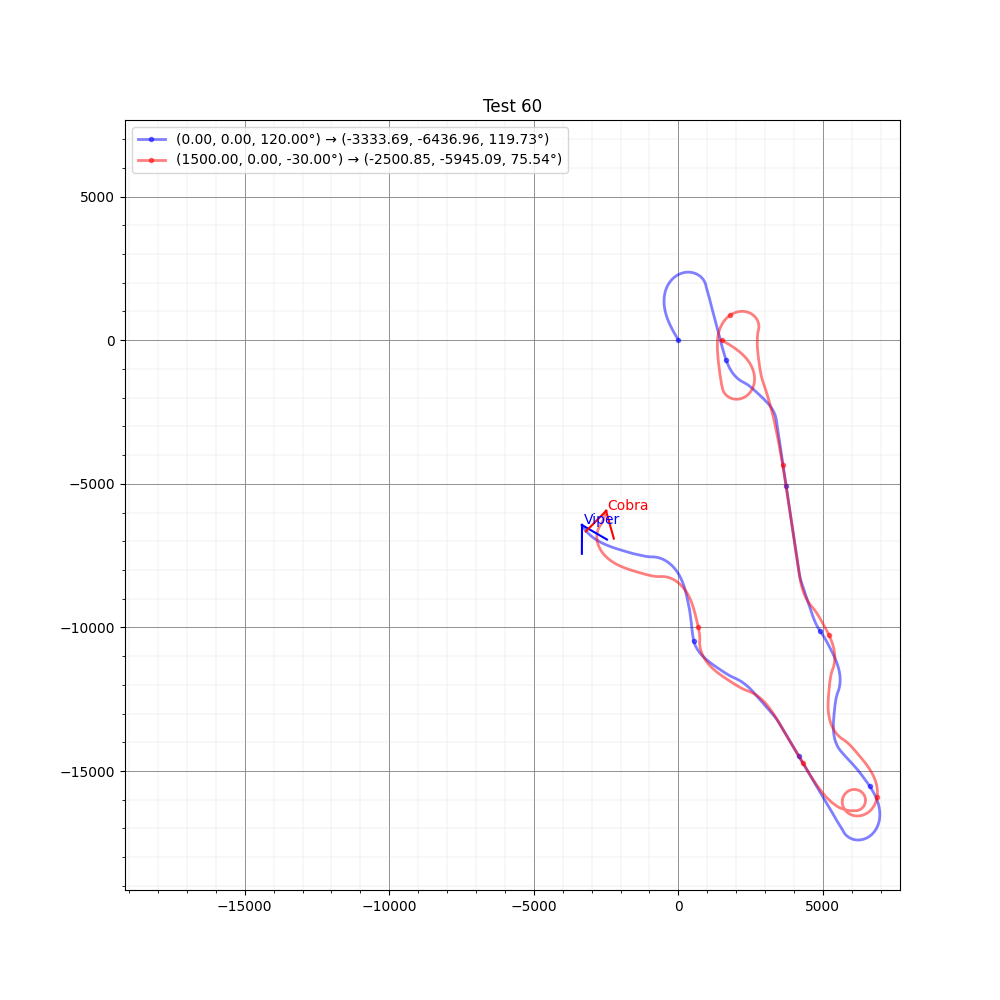 Test 60
(0.00, 0.00, 120.00°) → (-3333.69, -6436.96, 119.73°)
(1500.00, 0.00, -30.00°) → (-2500.85, -5945.09, 75.54°)
5000
0
−5000
−10000
−15000
Cobra
Viper
−15000 −10000 −5000 0 5000